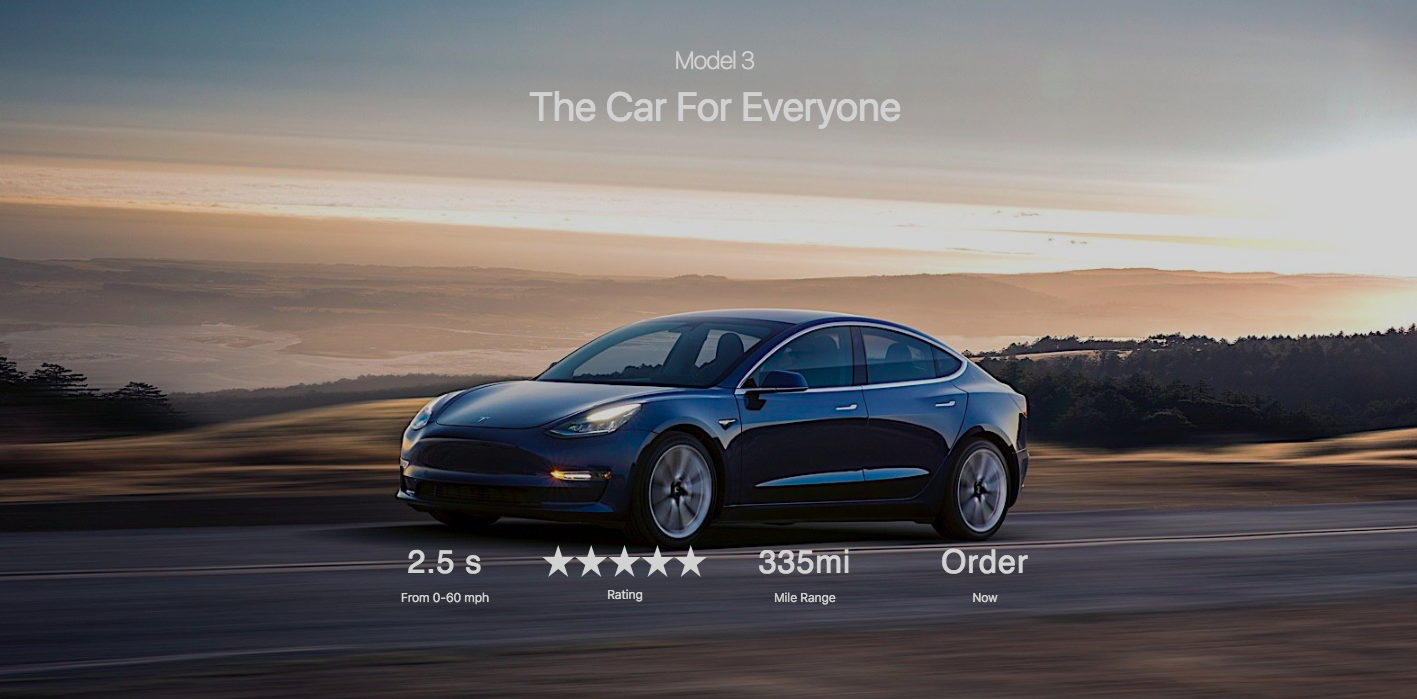 Model 3
The Car For Everyone
2.5 s
From 0-60 mph
★★★★★
Rating
335mi
Mile Range
Order
Now